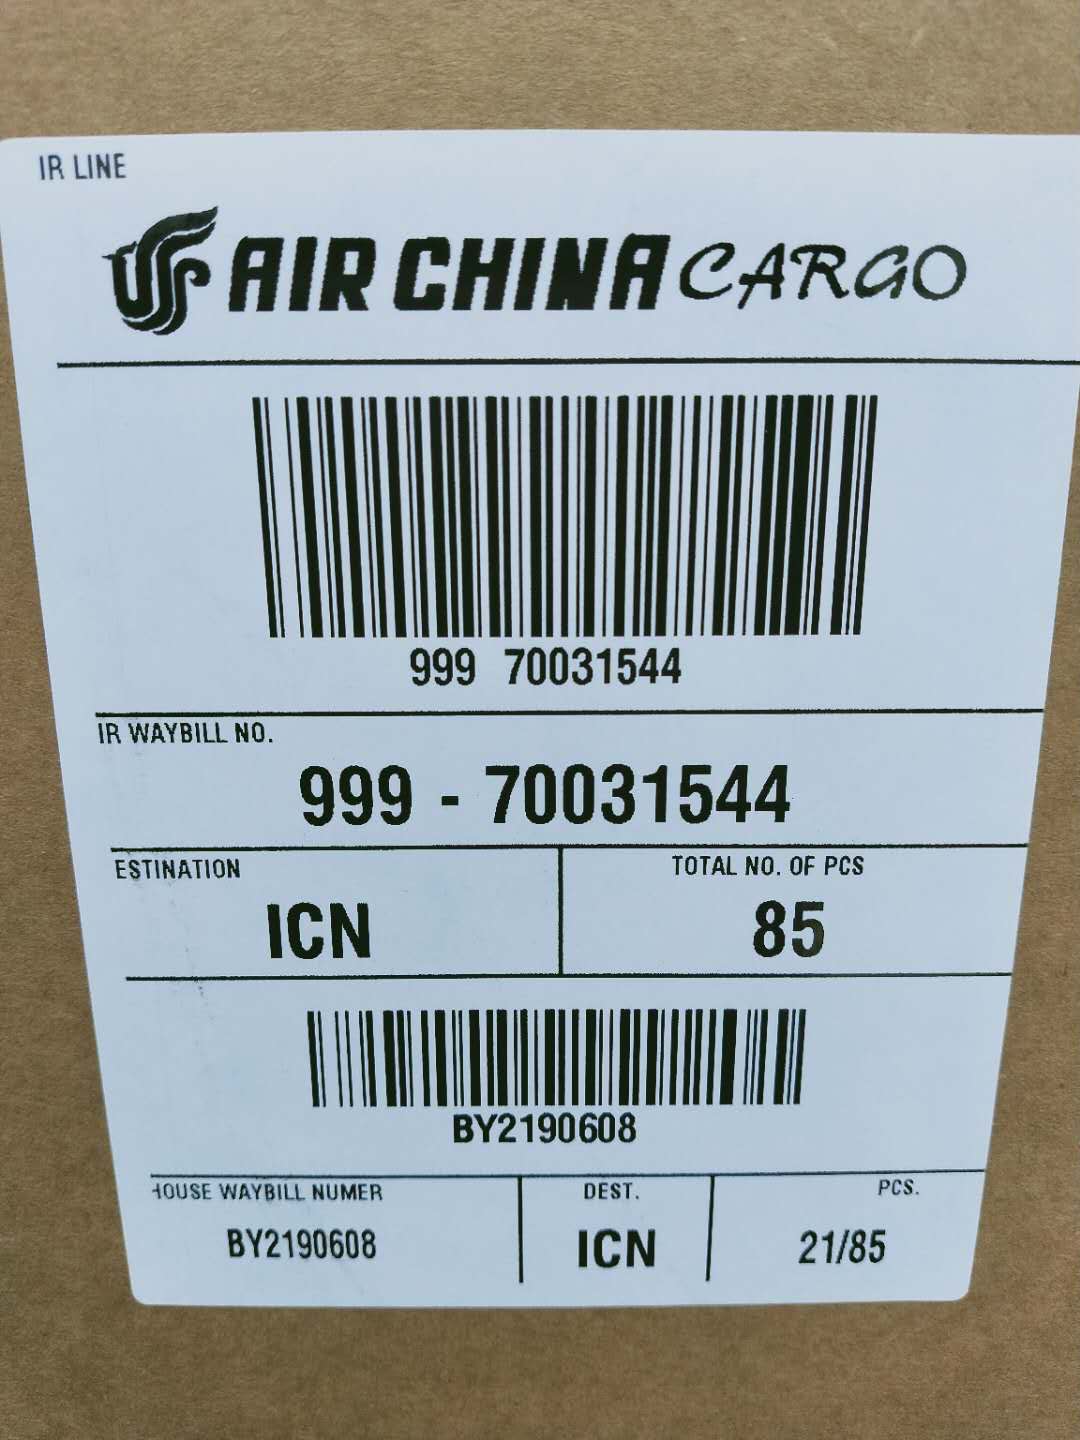 IR LINE
AIR CHINA CARGO
999 70031544
IR WAYBILL NO.
999 - 70031544
ESTINATION
TOTAL NO. OF PCS
ICN
85
BY2190608
HOUSE WAYBILL NUMER
DEST.
PCS.
BY2190608
ICN
21/85